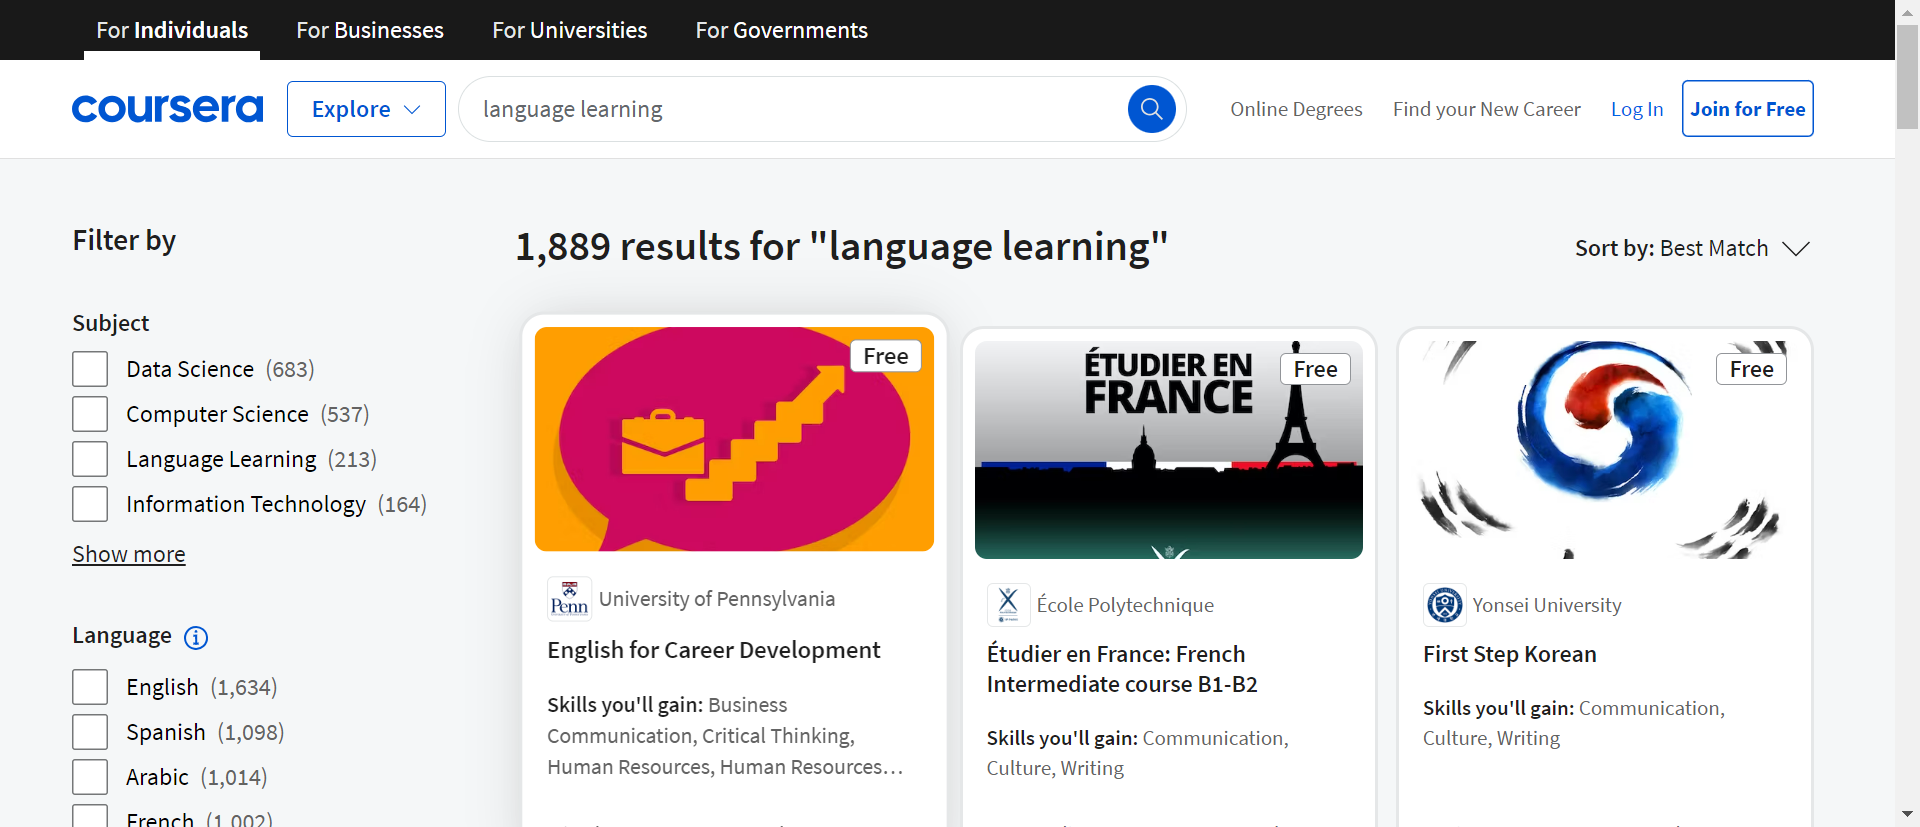 For Individuals
For Businesses
For Universities
For Governments
coursera
Explore
language learning
Online Degrees
Find your New Career
Log In
Join for Free
Filter by
Subject
Data Science (683)
Computer Science (537)
Language Learning (213)
Information Technology (164)
Show more
Language
English (1,634)
Spanish (1,098)
Arabic (1,014)
French (1,002)
1,889 results for "language learning"
Sort by: Best Match
Free
Penn
University of Pennsylvania
English for Career Development
Skills you'll gain: Business
Communication, Critical Thinking,
Human Resources, Human Resources…
ÉTUDIER EN
FRANCE
Free
École Polytechnique
Étudier en France: French
Intermediate course B1-B2
Skills you'll gain: Communication,
Culture, Writing
Free
Yonsei University
First Step Korean
Skills you'll gain: Communication,
Culture, Writing